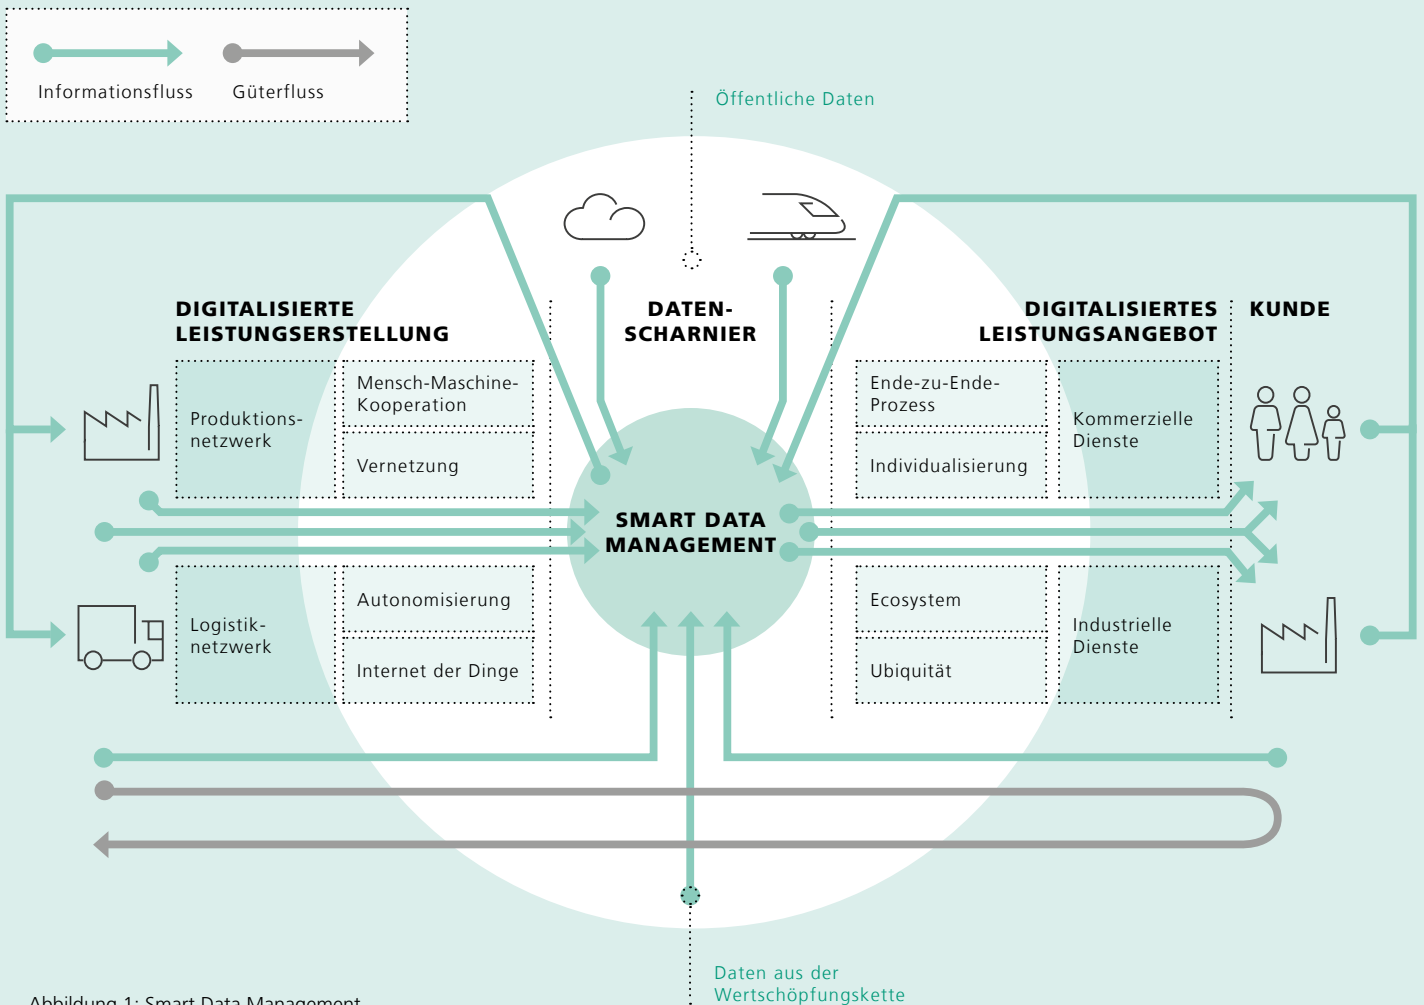 Informationsfluss
Güterfluss
Öffentliche Daten
DIGITALISIERTE
LEISTUNGSERSTELLUNG
DATEN-
SCHARNIER
DIGITALISIERTES
LEISTUNGSANGEBOT
KUNDE
Produktions-
netzwerk
Mensch-Maschine-
Kooperation
Vernetzung
Ende-zu-Ende-
Prozess
Individualisierung
Kommerzielle
Dienste
SMART DATA
MANAGEMENT
Logistik-
netzwerk
Autonomisierung
Internet der Dinge
Ecosystem
Ubiquität
Industrielle
Dienste
Daten aus der
Wertschöpfungskette
Abbildung 1: Smart Data Management